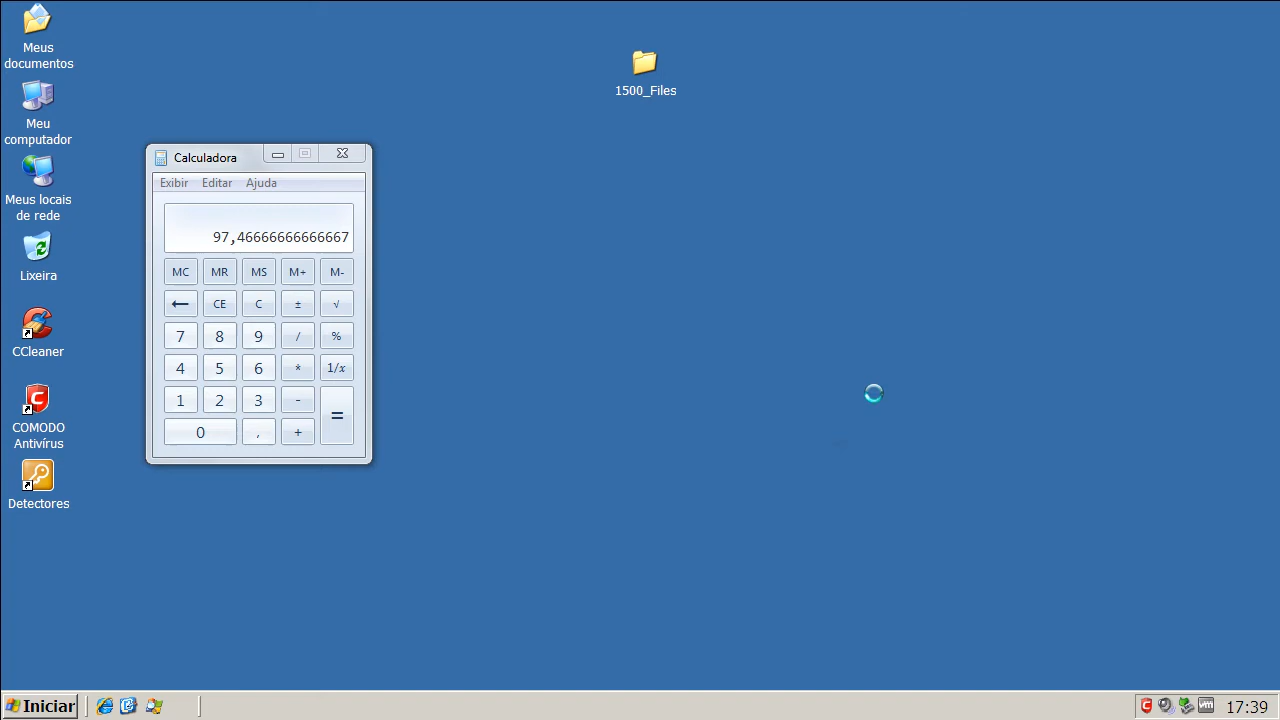 Meus
documentos
Meu
computador
Meus locais
de rede
Lixeira
CCleaner
COMODO
Antivírus
Detectores
1500_Files
Calculadora
Exibir Editar Ajuda
97,46666666666667
MC MR MS M+ M-
← CE C ± √
7 8 9 / %
4 5 6 * 1/x
1 2 3 - =
0 , +
Iniciar
17:39